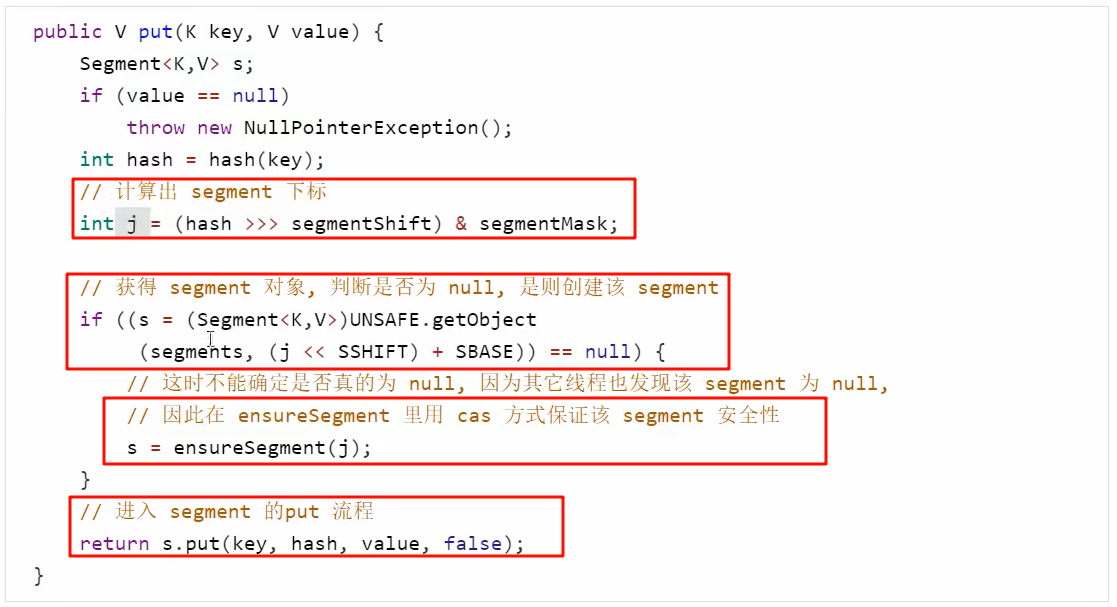 public V put(K key, V value) {
    Segment<K,V> s;
    if (value == null)
        throw new NullPointerException();
    int hash = hash(key);
    // 计算出 segment 下标
    int j = (hash >>> segmentShift) & segmentMask;
    // 获得 segment 对象, 判断是否为 null, 是则创建该 segment
    if ((s = (Segment<K,V>)UNSAFE.getObject
         (segments, (j << SSHIFT) + SBASE)) == null) {
        // 这时不能确定是否真的为 null, 因为其它线程也发现该 segment 为 null,
        // 因此在 ensureSegment 里用 cas 方式保证该 segment 安全性
        s = ensureSegment(j);
    }
    // 进入 segment 的put 流程
    return s.put(key, hash, value, false);
}